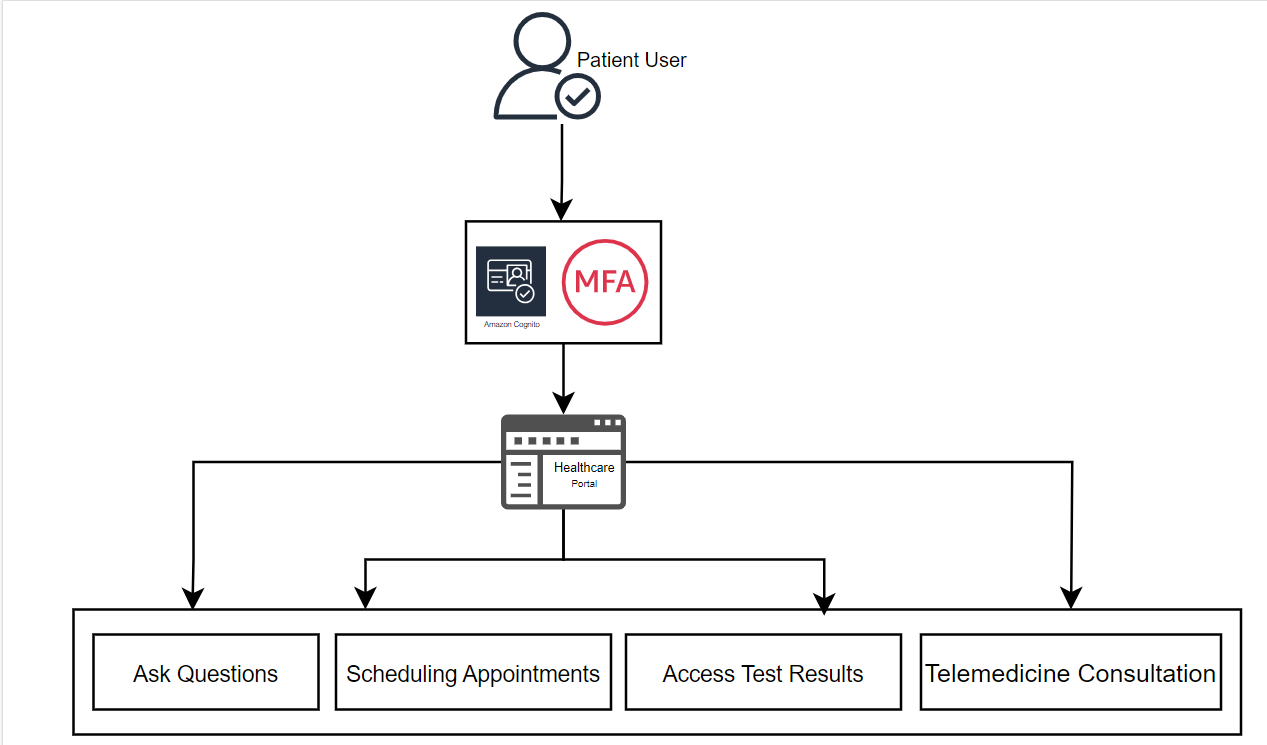 Patient User
MFA
Amazon Cognito
Healthcare
Portal
Ask Questions
Scheduling Appointments
Access Test Results
Telemedicine Consultation